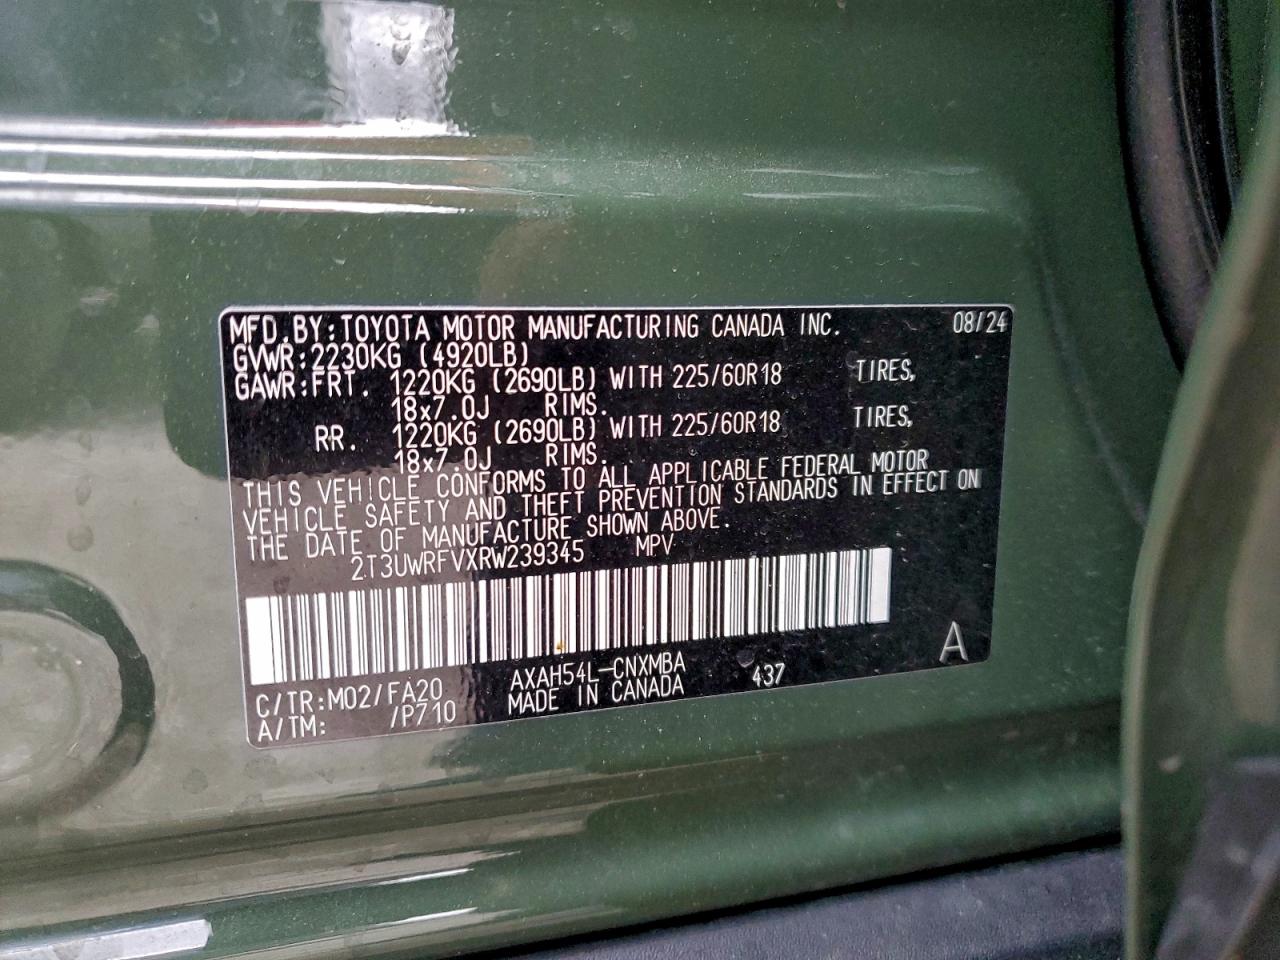 MFD.BY:TOYOTA MOTOR MANUFACTURING CANADA INC. 08/24
GVWR:2230KG (4920LB)
GAWR:FRT. 1220KG (2690LB) WITH 225/60R18 TIRES,
18x7.0J RIMS.
RR. 1220KG (2690LB) WITH 225/60R18 TIRES,
18x7.0J RIMS.
THIS VEHICLE CONFORMS TO ALL APPLICABLE FEDERAL MOTOR
VEHICLE SAFETY AND THEFT PREVENTION STANDARDS IN EFFECT ON
THE DATE OF MANUFACTURE SHOWN ABOVE.
2T3UWRFVXRW239345 MPV
C/TR:M02/FA20 AXAH54L-CNXMBA 437 A
A/TM: /P710 MADE IN CANADA